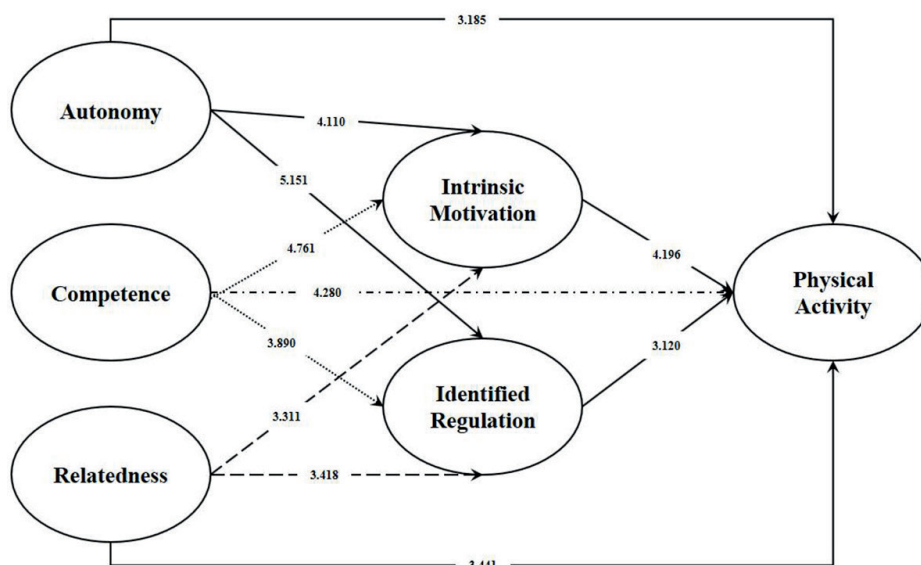 3.185
Autonomy
4.110
5.151
Intrinsic
Motivation
4.761
4.196
Competence
4.280
Physical
Activity
3.890
3.120
Identified
Regulation
3.311
Relatedness
3.418